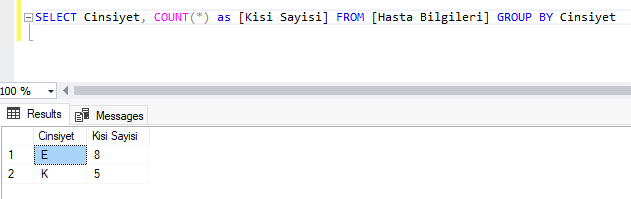 SELECT Cinsiyet, COUNT(*) as [Kisi Sayisi] FROM [Hasta Bilgileri] GROUP BY Cinsiyet
100 %
Results Messages
Cinsiyet Kisi Sayisi
1 E 8
2 K 5